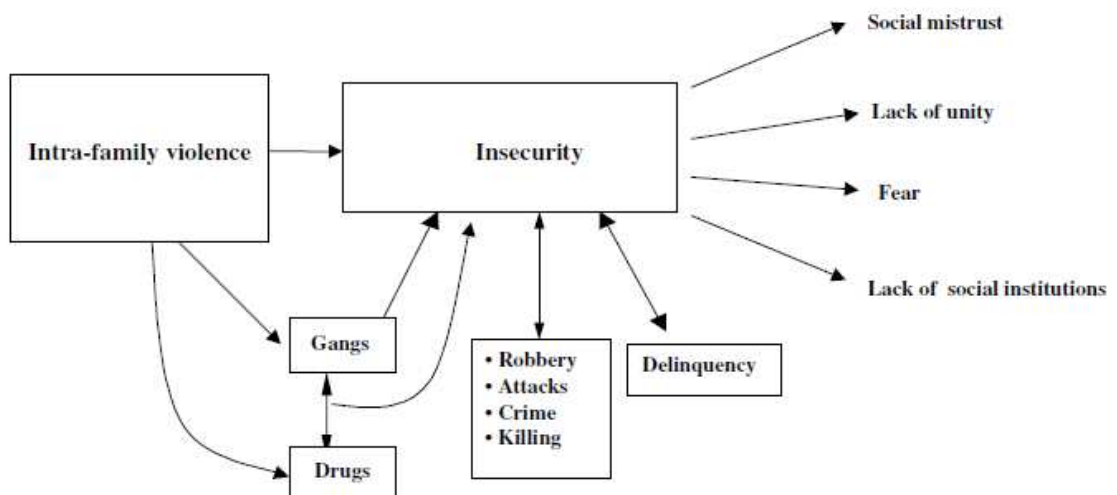 Social mistrust
Intra-family violence
Insecurity
Lack of unity
Fear
Lack of social institutions
Gangs
• Robbery
• Attacks
• Crime
• Killing
Delinquency
Drugs